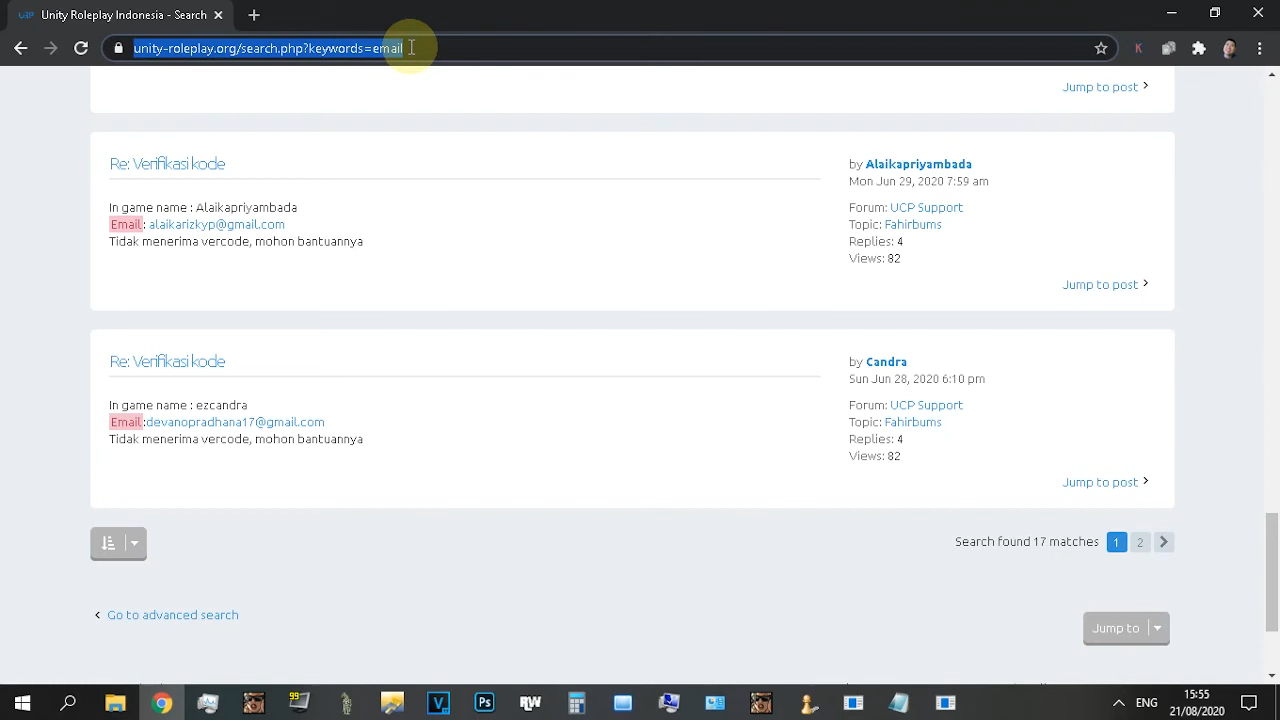 Unity Roleplay Indonesia - Search
unity-roleplay.org/search.php?keywords=email
Jump to post
Re: Verifikasi kode
In game name : Alaikapriyambada
Email: alaikarizkyp@gmail.com
Tidak menerima vercode, mohon bantuannya
by Alaikapriyambada
Mon Jun 29, 2020 7:59 am
Forum: UCP Support
Topic: Fahirbums
Replies: 4
Views: 82
Jump to post
Re: Verifikasi kode
In game name : ezcandra
Email:devanopradhana17@gmail.com
Tidak menerima vercode, mohon bantuannya
by Candra
Sun Jun 28, 2020 6:10 pm
Forum: UCP Support
Topic: Fahirbums
Replies: 4
Views: 82
Jump to post
Search found 17 matches 1 2
Go to advanced search
Jump to
99
V
Ps
RW
ENG
15:55
21/08/2020